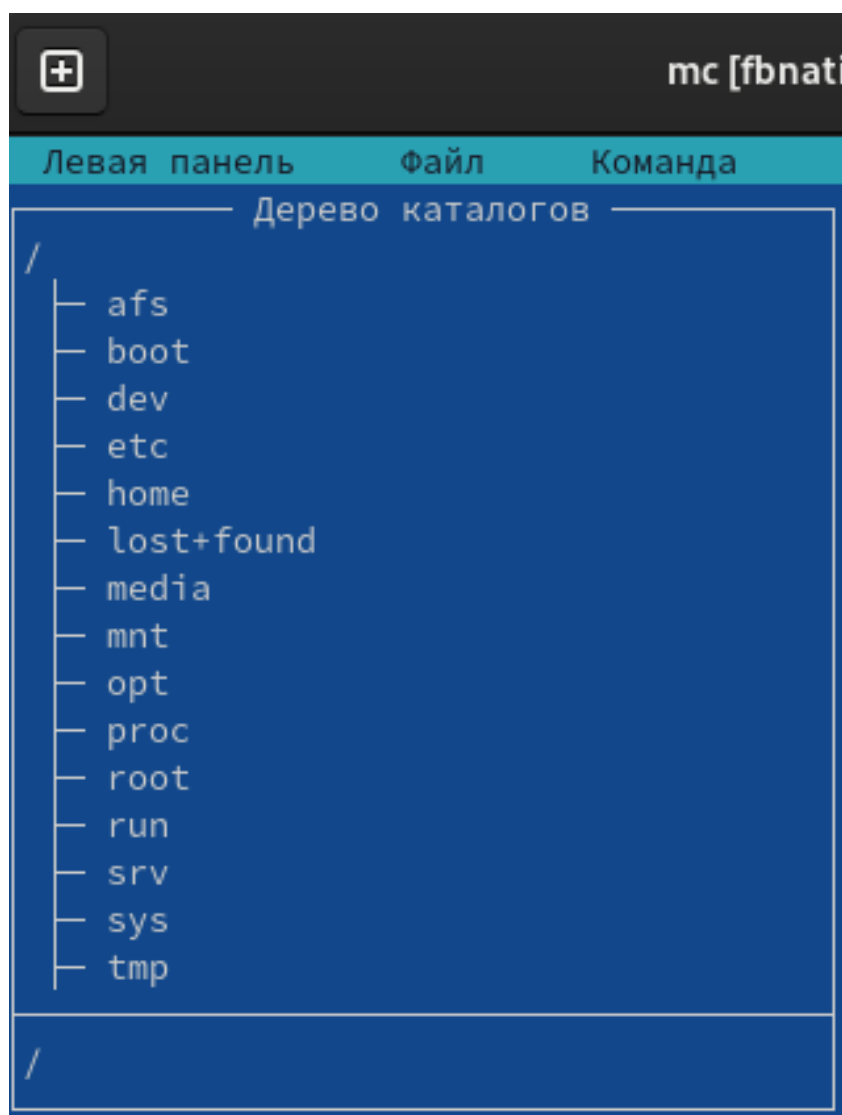 mc [fbnati
Левая панель Файл Команда
Дерево каталогов
/
afs
boot
dev
etc
home
lost+found
media
mnt
opt
proc
root
run
srv
sys
tmp
/